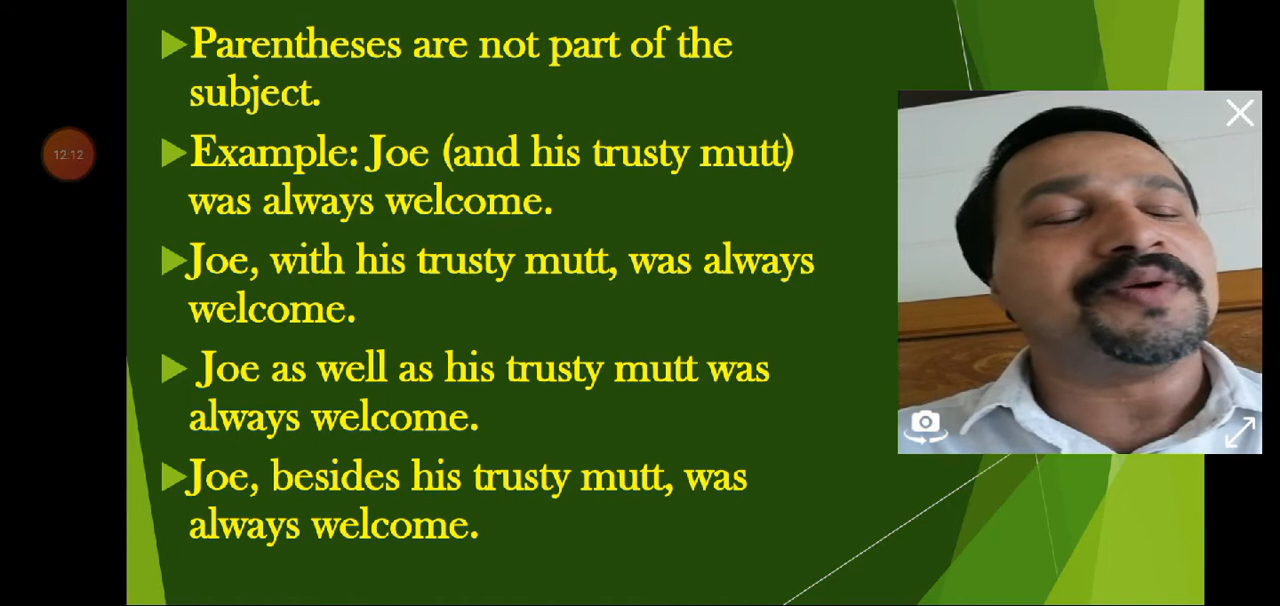 Parentheses are not part of the
subject.
Example: Joe (and his trusty mutt)
was always welcome.
Joe, with his trusty mutt, was always
welcome.
Joe as well as his trusty mutt was
always welcome.
Joe, besides his trusty mutt, was
always welcome.
12:12